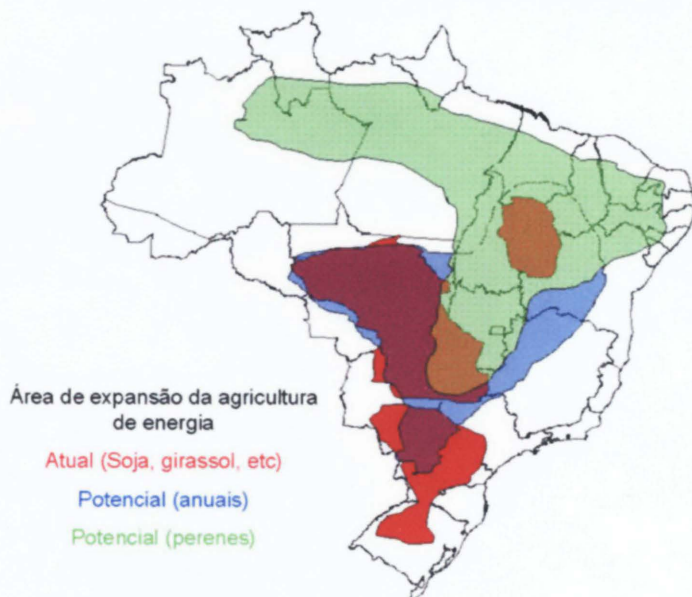 Área de expansão da agricultura
de energia
Atual (Soja, girassol, etc)
Potencial (anuais)
Potencial (perenes)